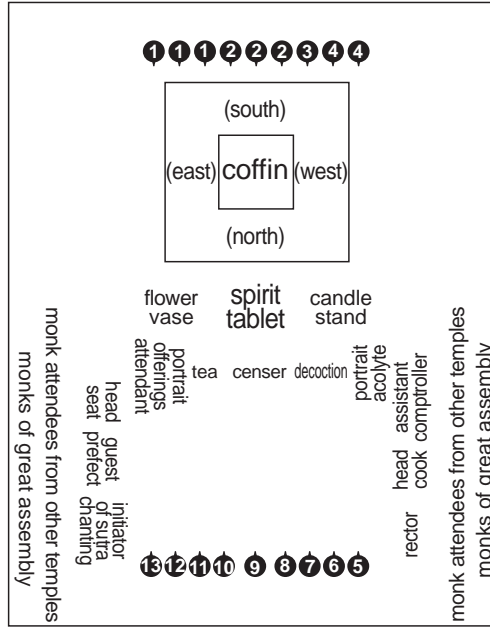 1 1 1 2 2 2 3 4 4
(south)
(east) coffin (west)
(north)
flower
vase
spirit
tablet
candle
stand
portrait
offerings
attendant
tea
censer
decoction
portrait
acolyte
head
seat
guest
prefect
initiator
of sutra
chanting
assistant
comptroller
head
cook
rector
monk attendees from other temples
monks of great assembly
monk attendees from other temples
monks of great assembly
13 12 11 10 9 8 7 6 5